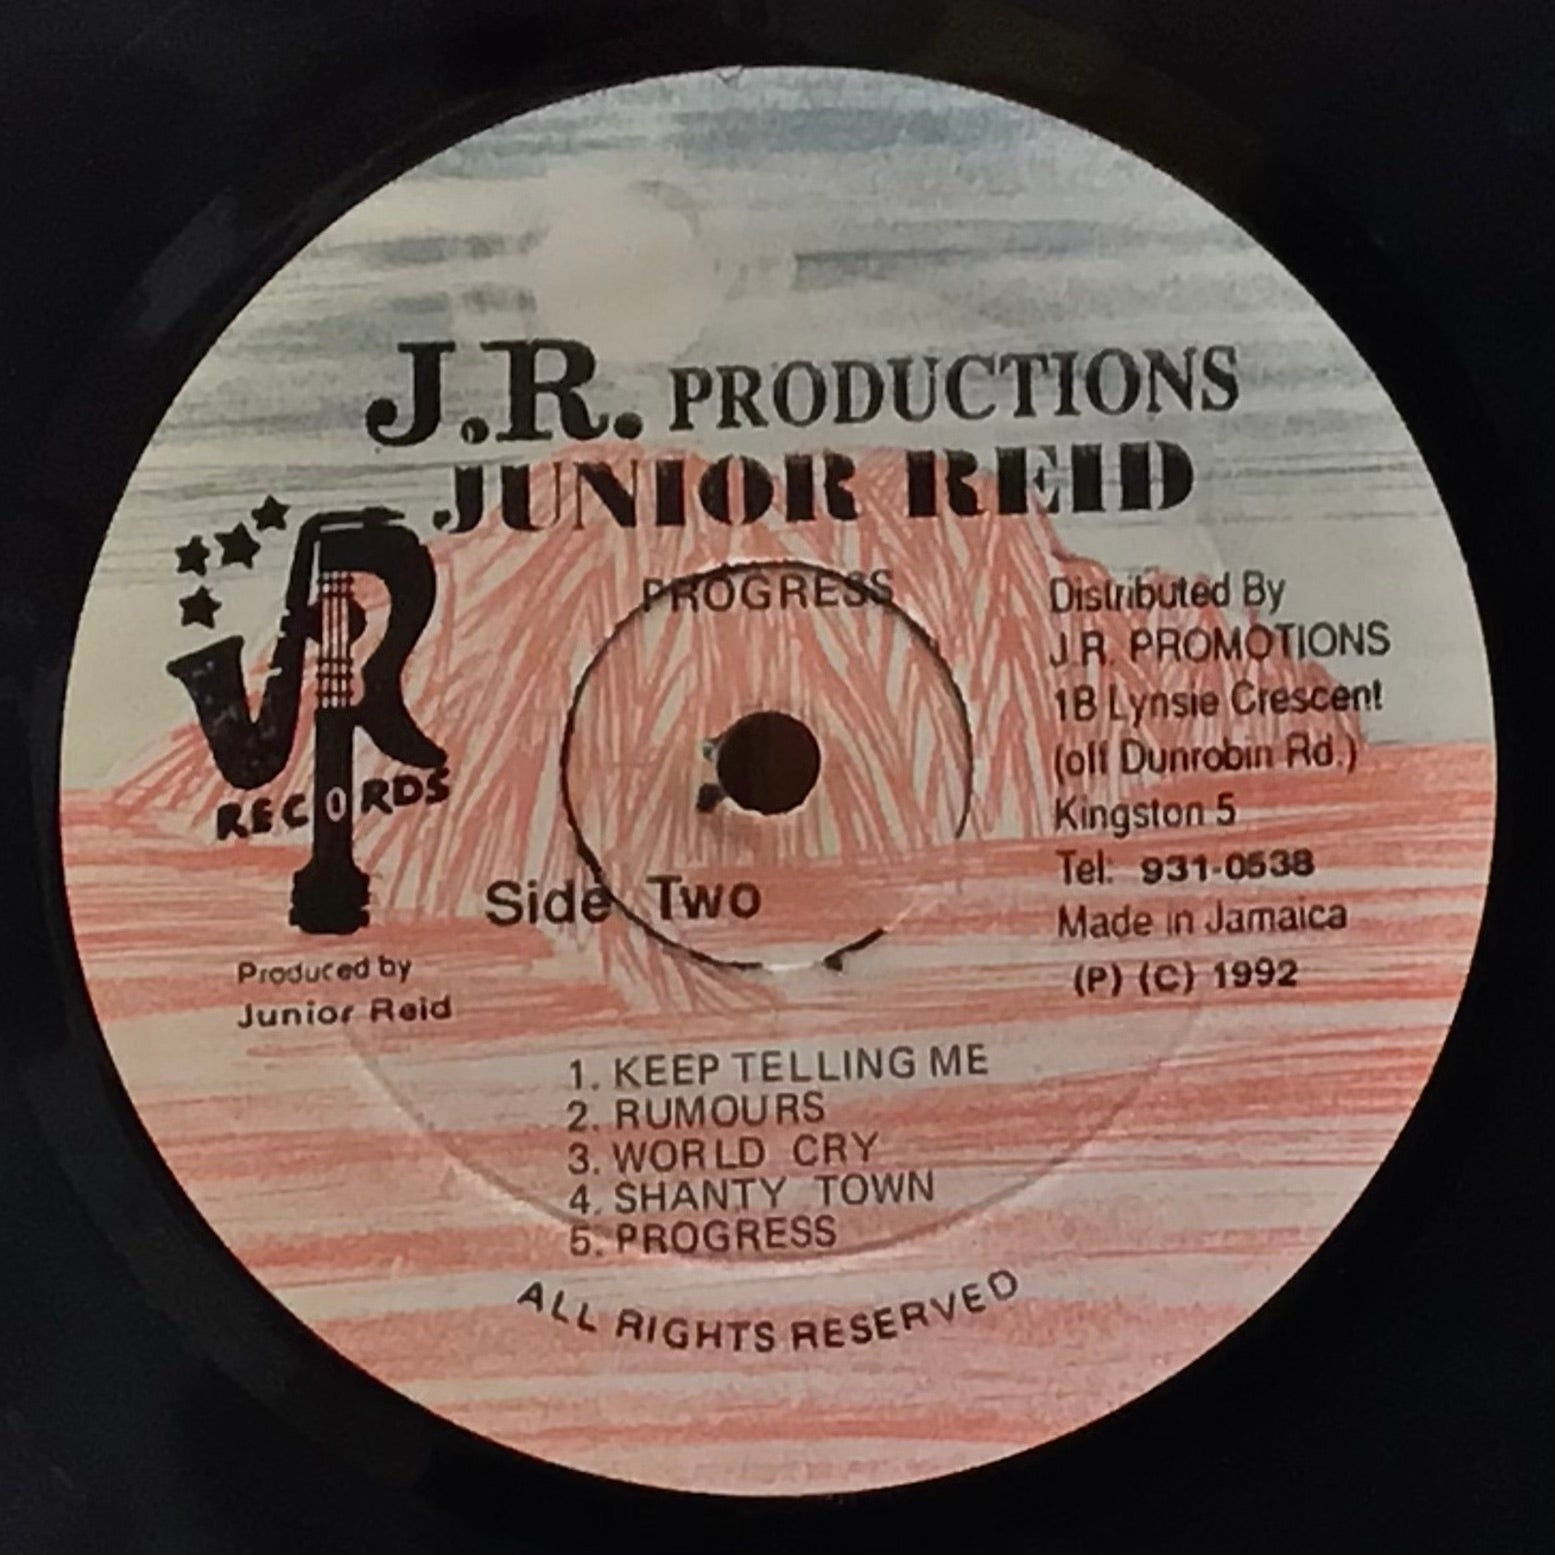 J.R. PRODUCTIONS
JUNIOR REID
PROGRESS
JR
RECORDS
Distributed By
J.R. PROMOTIONS
1B Lynsie Crescent
(off Dunrobin Rd.)
Kingston 5
Tel: 931-0538
Made in Jamaica
(P) (C) 1992
Side Two
Produced by
Junior Reid
1. KEEP TELLING ME
2. RUMOURS
3. WORLD CRY
4. SHANTY TOWN
5. PROGRESS
ALL RIGHTS RESERVED